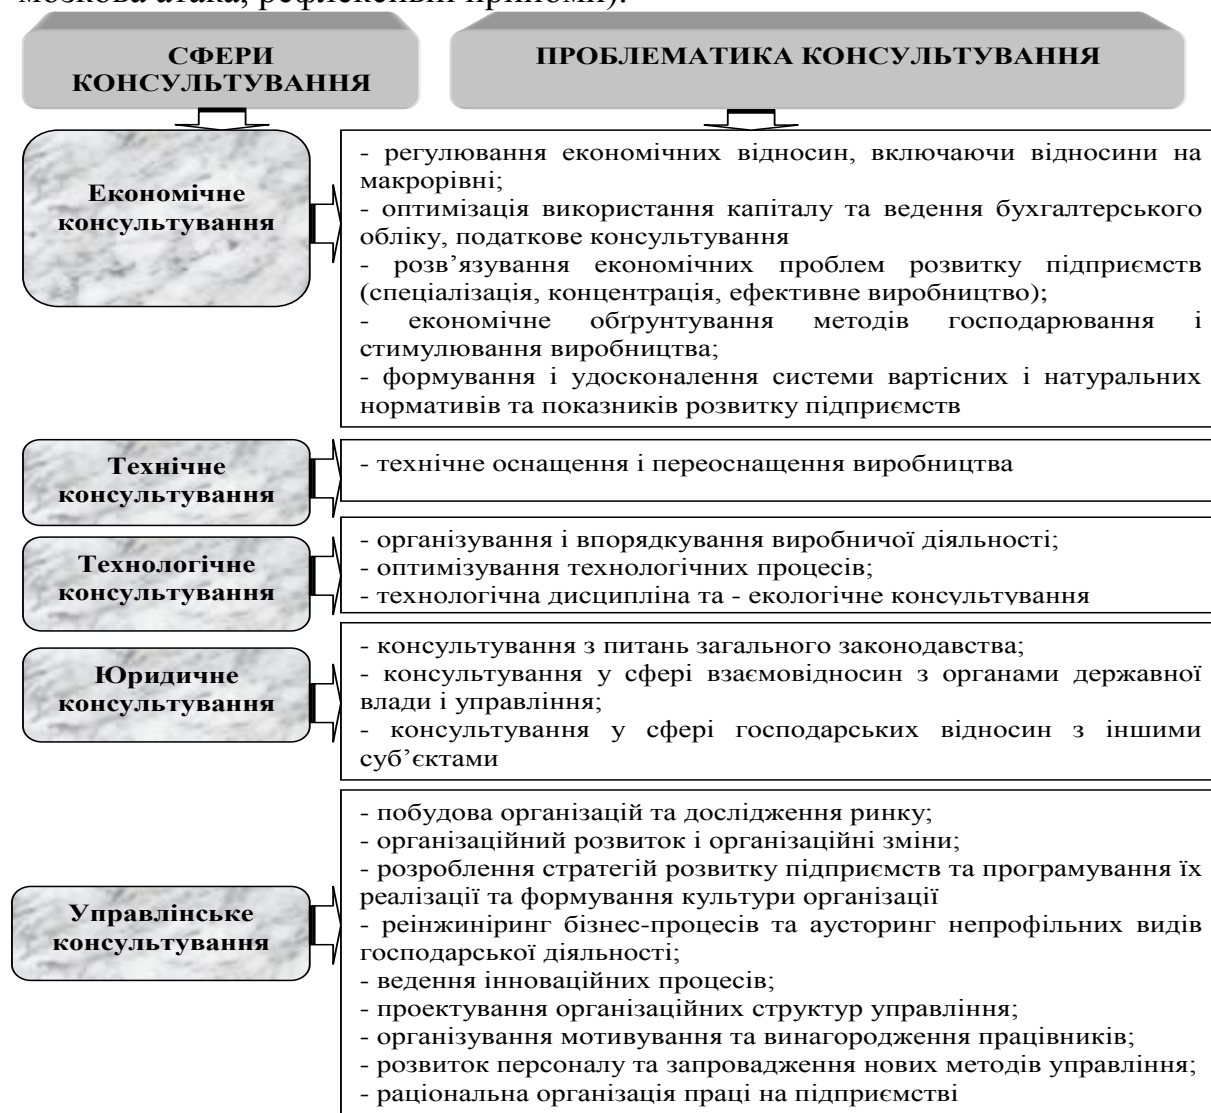 мозкова атака, рефлексивні прийоми).
СФЕРИ
КОНСУЛЬТУВАННЯ
ПРОБЛЕМАТИКА КОНСУЛЬТУВАННЯ
Економічне
консультування
- регулювання економічних відносин, включаючи відносини на
макрорівні;
- оптимізація використання капіталу та ведення бухгалтерського
обліку, податкове консультування
- розв’язування економічних проблем розвитку підприємств
(спеціалізація, концентрація, ефективне виробництво);
- економічне обґрунтування методів господарювання і
стимулювання виробництва;
- формування і удосконалення системи вартісних і натуральних
нормативів та показників розвитку підприємств
Технічне
консультування
- технічне оснащення і переоснащення виробництва
Технологічне
консультування
- організування і впорядкування виробничої діяльності;
- оптимізування технологічних процесів;
- технологічна дисципліна та - екологічне консультування
Юридичне
консультування
- консультування з питань загального законодавства;
- консультування у сфері взаємовідносин з органами державної
влади і управління;
- консультування у сфері господарських відносин з іншими
суб’єктами
Управлінське
консультування
- побудова організацій та дослідження ринку;
- організаційний розвиток і організаційні зміни;
- розроблення стратегій розвитку підприємств та програмування їх
реалізації та формування культури організації
- реінжиніринг бізнес-процесів та аусторинг непрофільних видів
господарської діяльності;
- ведення інноваційних процесів;
- проектування організаційних структур управління;
- організування мотивування та винагородження працівників;
- розвиток персоналу та запровадження нових методів управління;
- раціональна організація праці на підприємстві